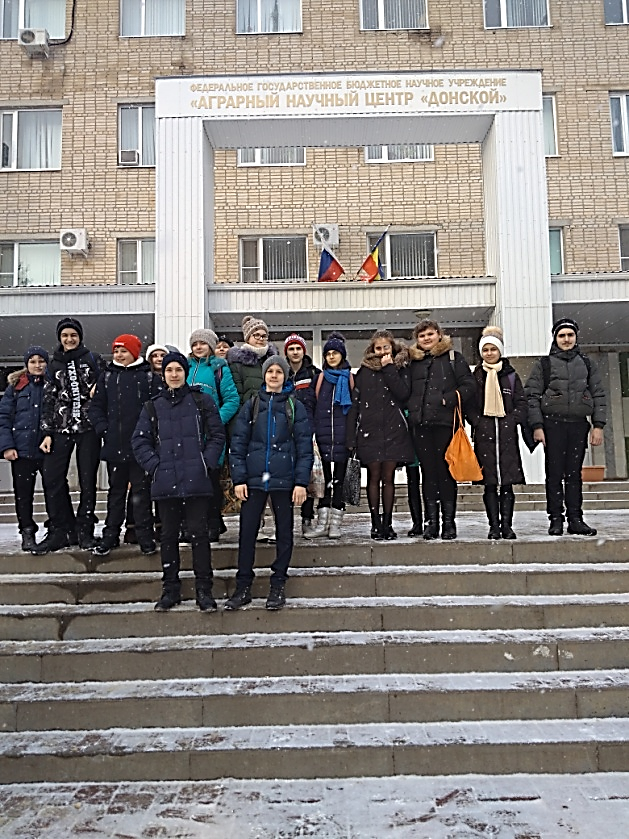 ФЕДЕРАЛЬНОЕ ГОСУДАРСТВЕННОЕ БЮДЖЕТНОЕ НАУЧНОЕ УЧРЕЖДЕНИЕ
«АГРАРНЫЙ НАУЧНЫЙ ЦЕНТР «ДОНСКОЙ»